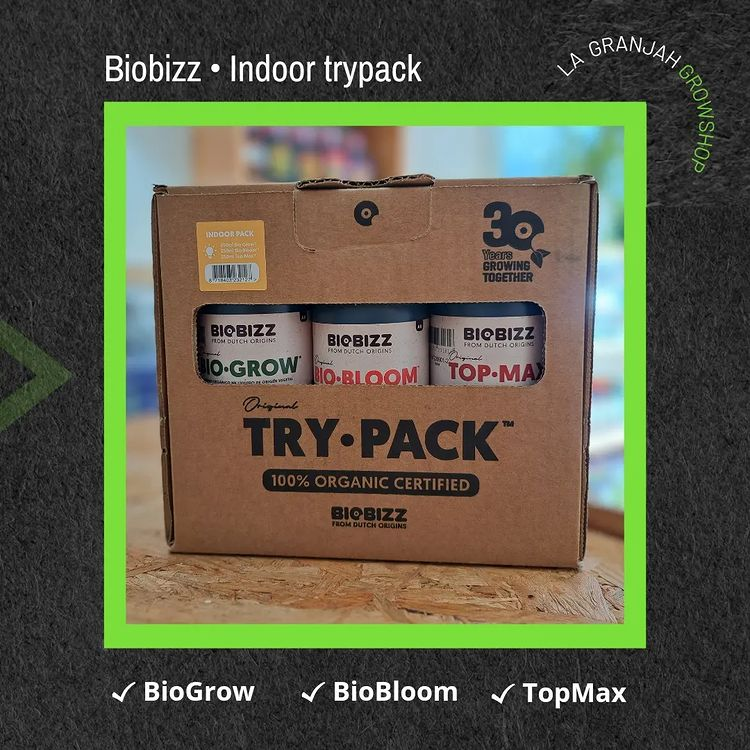 Biobizz • Indoor trypack
LA GRANJAH GROWSHOP
INDOOR PACK
30
Years
GROWING
TOGETHER
BIOBIZZ
FROM DUTCH ORIGINS
BIO•GROW
BIOBIZZ
FROM DUTCH ORIGINS
Original
BIO•BLOOM
BIOBIZZ
FROM DUTCH ORIGINS
Original
TOP•MAX
Original
TRY•PACK™
100% ORGANIC CERTIFIED
BIOBIZZ
FROM DUTCH ORIGINS
✓ BioGrow
✓ BioBloom
✓ TopMax